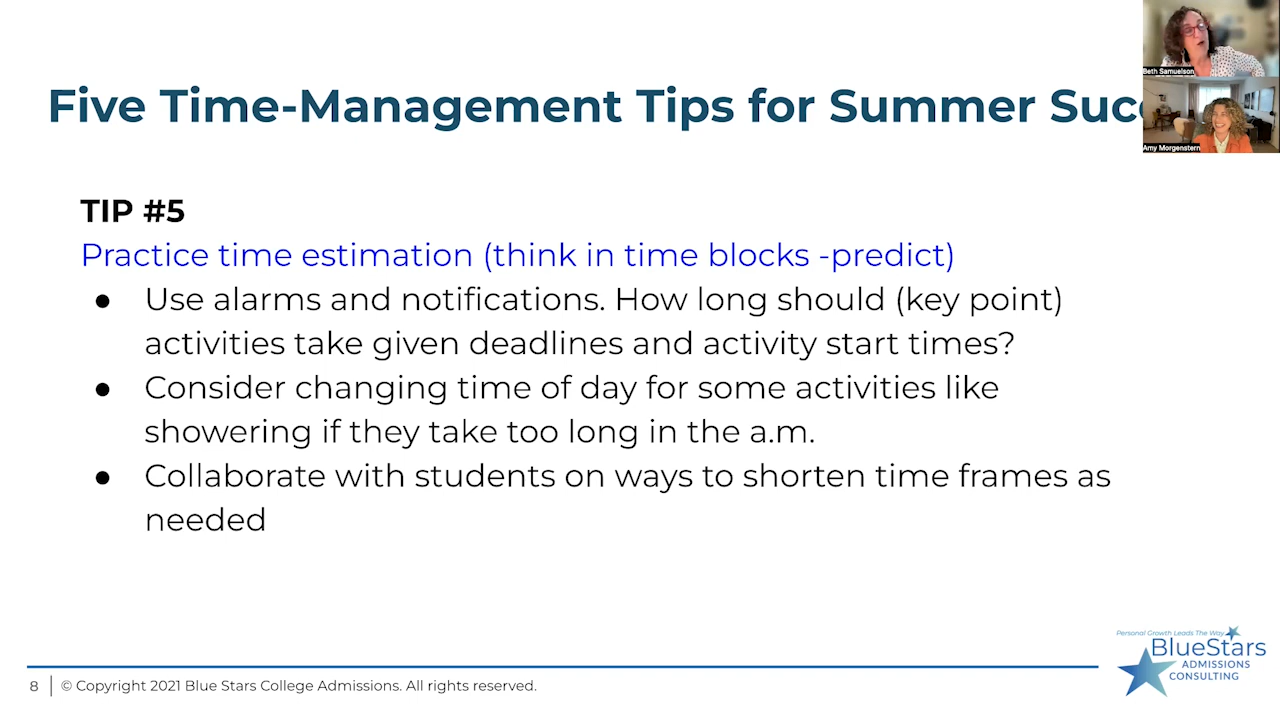 Five Time-Management Tips for Summer Suc
Beth Samuelson
Amy Morgenstern
TIP #5
Practice time estimation (think in time blocks -predict)
● Use alarms and notifications. How long should (key point)
activities take given deadlines and activity start times?
● Consider changing time of day for some activities like
showering if they take too long in the a.m.
● Collaborate with students on ways to shorten time frames as
needed
Personal Growth Leads The Way
BlueStars
ADMISSIONS
CONSULTING
8 © Copyright 2021 Blue Stars College Admissions. All rights reserved.